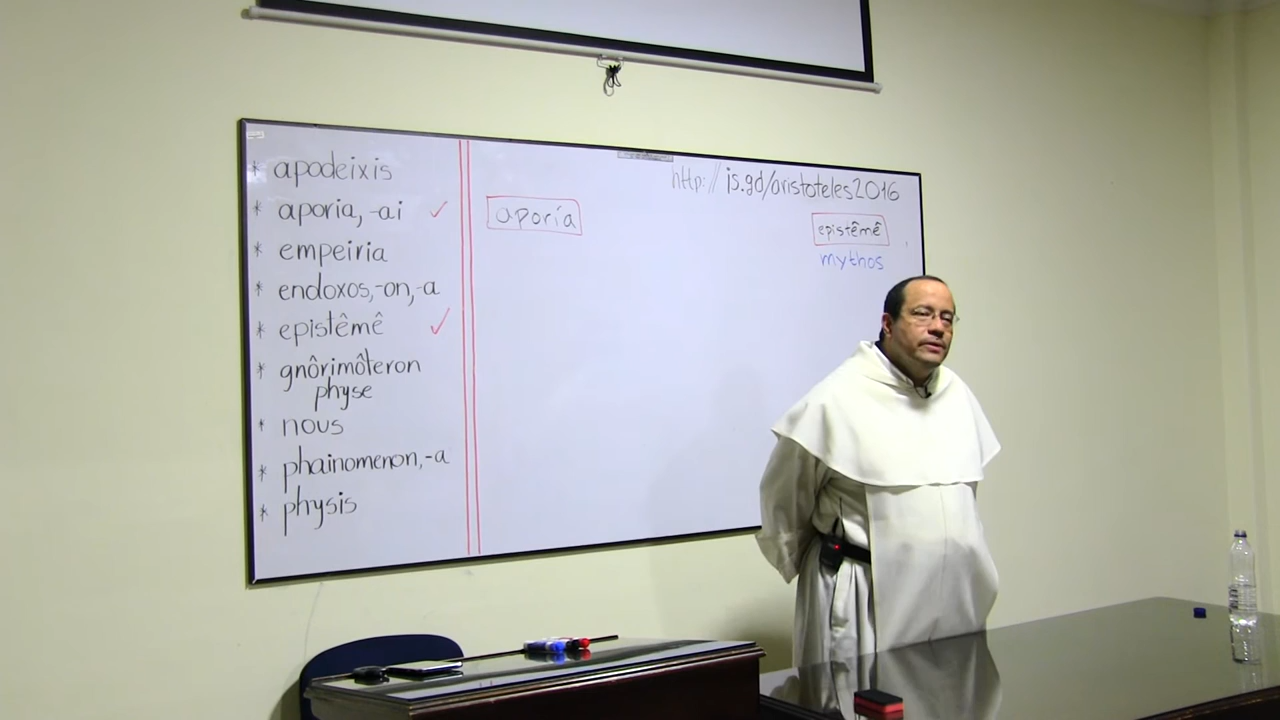 * apodeixis
* aporia, -ai ✓
* empeiria
* endoxos,-on,-a
* epistêmê ✓
* gnôrimôteron
physe
* nous
* phainomenon,-a
* physis
aporía
http://is.gd/aristoteles2016
epistêmê
mythos